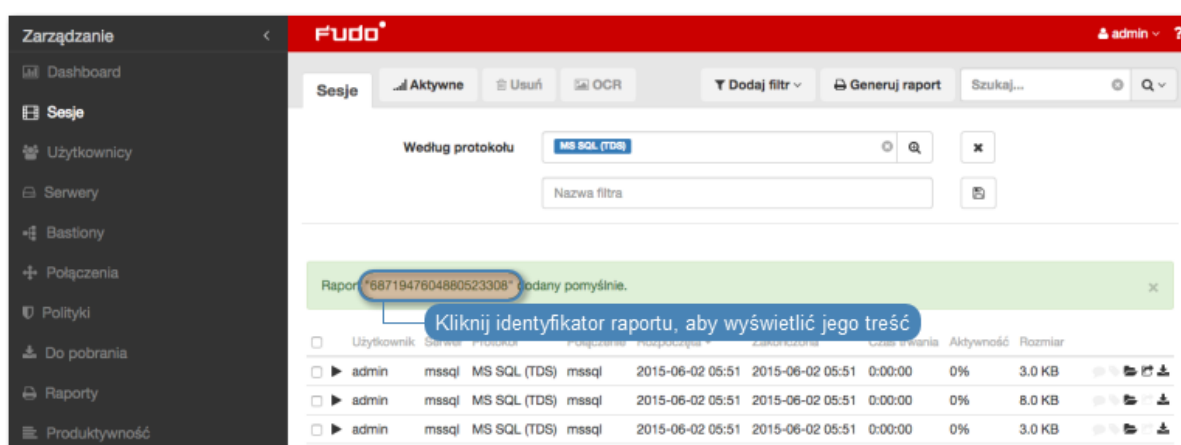 Zarządzanie
Dashboard
Sesje
Użytkownicy
Serwery
Bastiony
Połączenia
Polityki
Do pobrania
Raporty
Produktywność
FUDO
admin ?
Sesje Aktywne Usuń OCR Dodaj filtr Generuj raport Szukaj...
Według protokołu MS SQL (TDS)
Nazwa filtra
Raport "6871947604880523308" dodany pomyślnie.
Kliknij identyfikator raportu, aby wyświetlić jego treść
Użytkownik Serwer Protokół Połączenie Rozpoczęta Zakończona Czas trwania Aktywność Rozmiar
admin mssql MS SQL (TDS) mssql 2015-06-02 05:51 2015-06-02 05:51 0:00:00 0% 3.0 KB
admin mssql MS SQL (TDS) mssql 2015-06-02 05:51 2015-06-02 05:51 0:00:00 0% 8.0 KB
admin mssql MS SQL (TDS) mssql 2015-06-02 05:51 2015-06-02 05:51 0:00:00 0% 3.0 KB